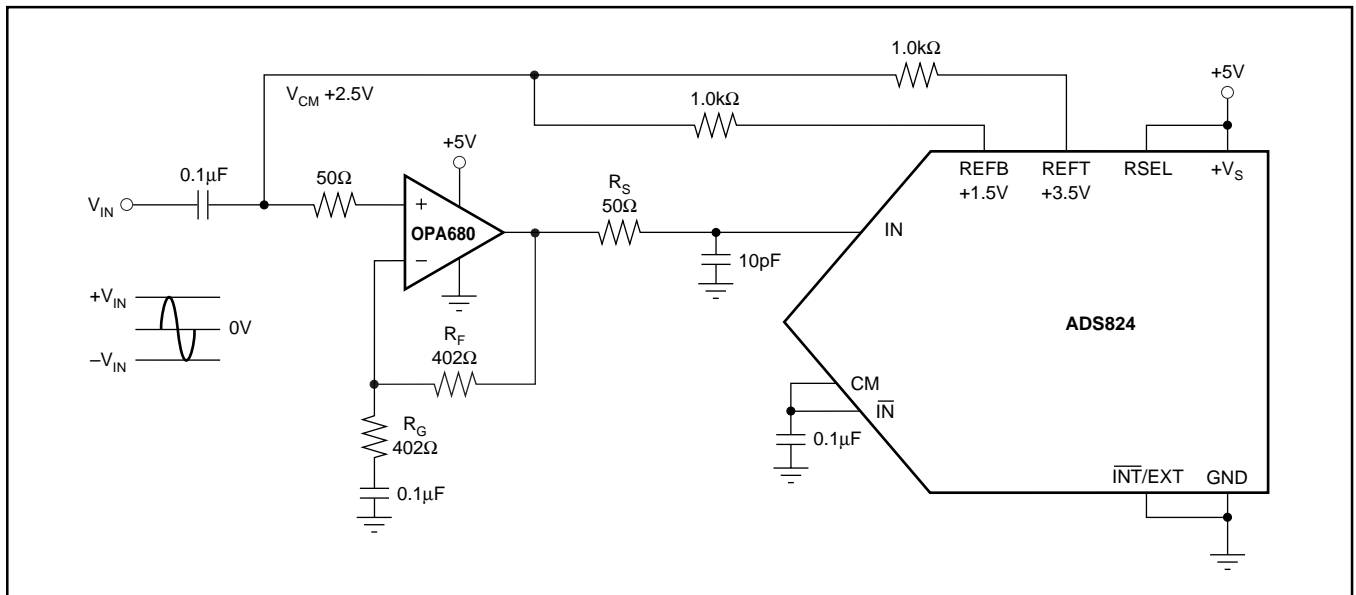 1.0kΩ
+5V
V_CM +2.5V
1.0kΩ
+5V
REFB
+1.5V
REFT
+3.5V
RSEL
+V_S
0.1μF
50Ω
R_S
50Ω
V_IN
+
OPA680
–
IN
10pF
+V_IN
0V
–V_IN
ADS824
R_F
402Ω
CM
I̅N̅
R_G
402Ω
0.1μF
0.1μF
I̅N̅T̅/EXT
GND